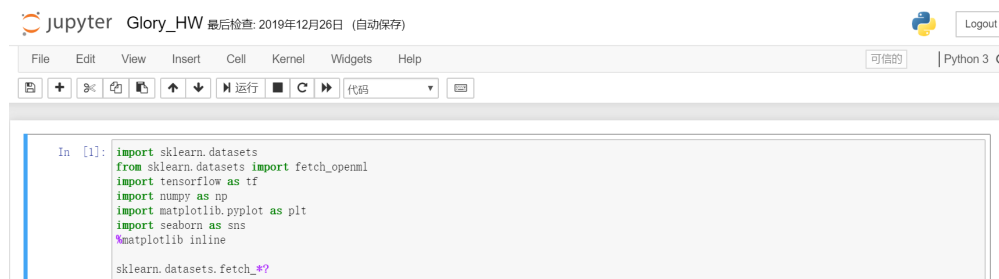 jupyter Glory_HW 最后检查: 2019年12月26日 (自动保存)
Logout
File Edit View Insert Cell Kernel Widgets Help
可信的 Python 3
运行 代码
In [1]: import sklearn.datasets
from sklearn.datasets import fetch_openml
import tensorflow as tf
import numpy as np
import matplotlib.pyplot as plt
import seaborn as sns
%matplotlib inline
sklearn.datasets.fetch_*?